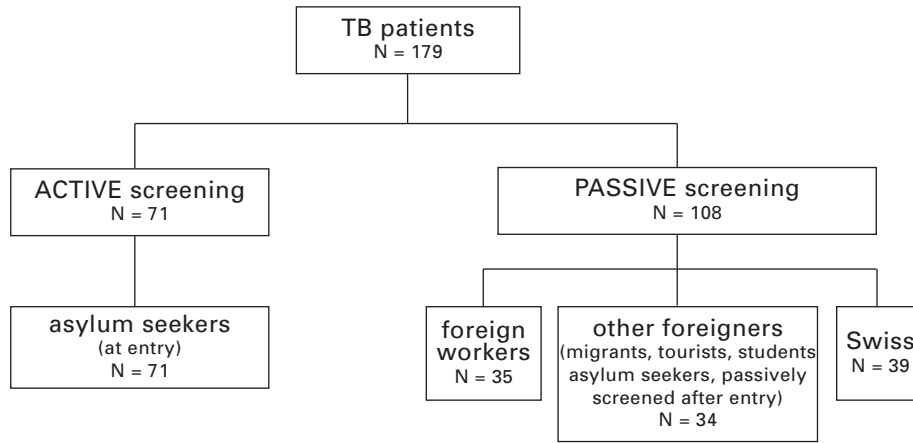 TB patients
N = 179
ACTIVE screening
N = 71
PASSIVE screening
N = 108
asylum seekers
(at entry)
N = 71
foreign
workers
N = 35
other foreigners
(migrants, tourists, students
asylum seekers, passively
screened after entry)
N = 34
Swiss
N = 39